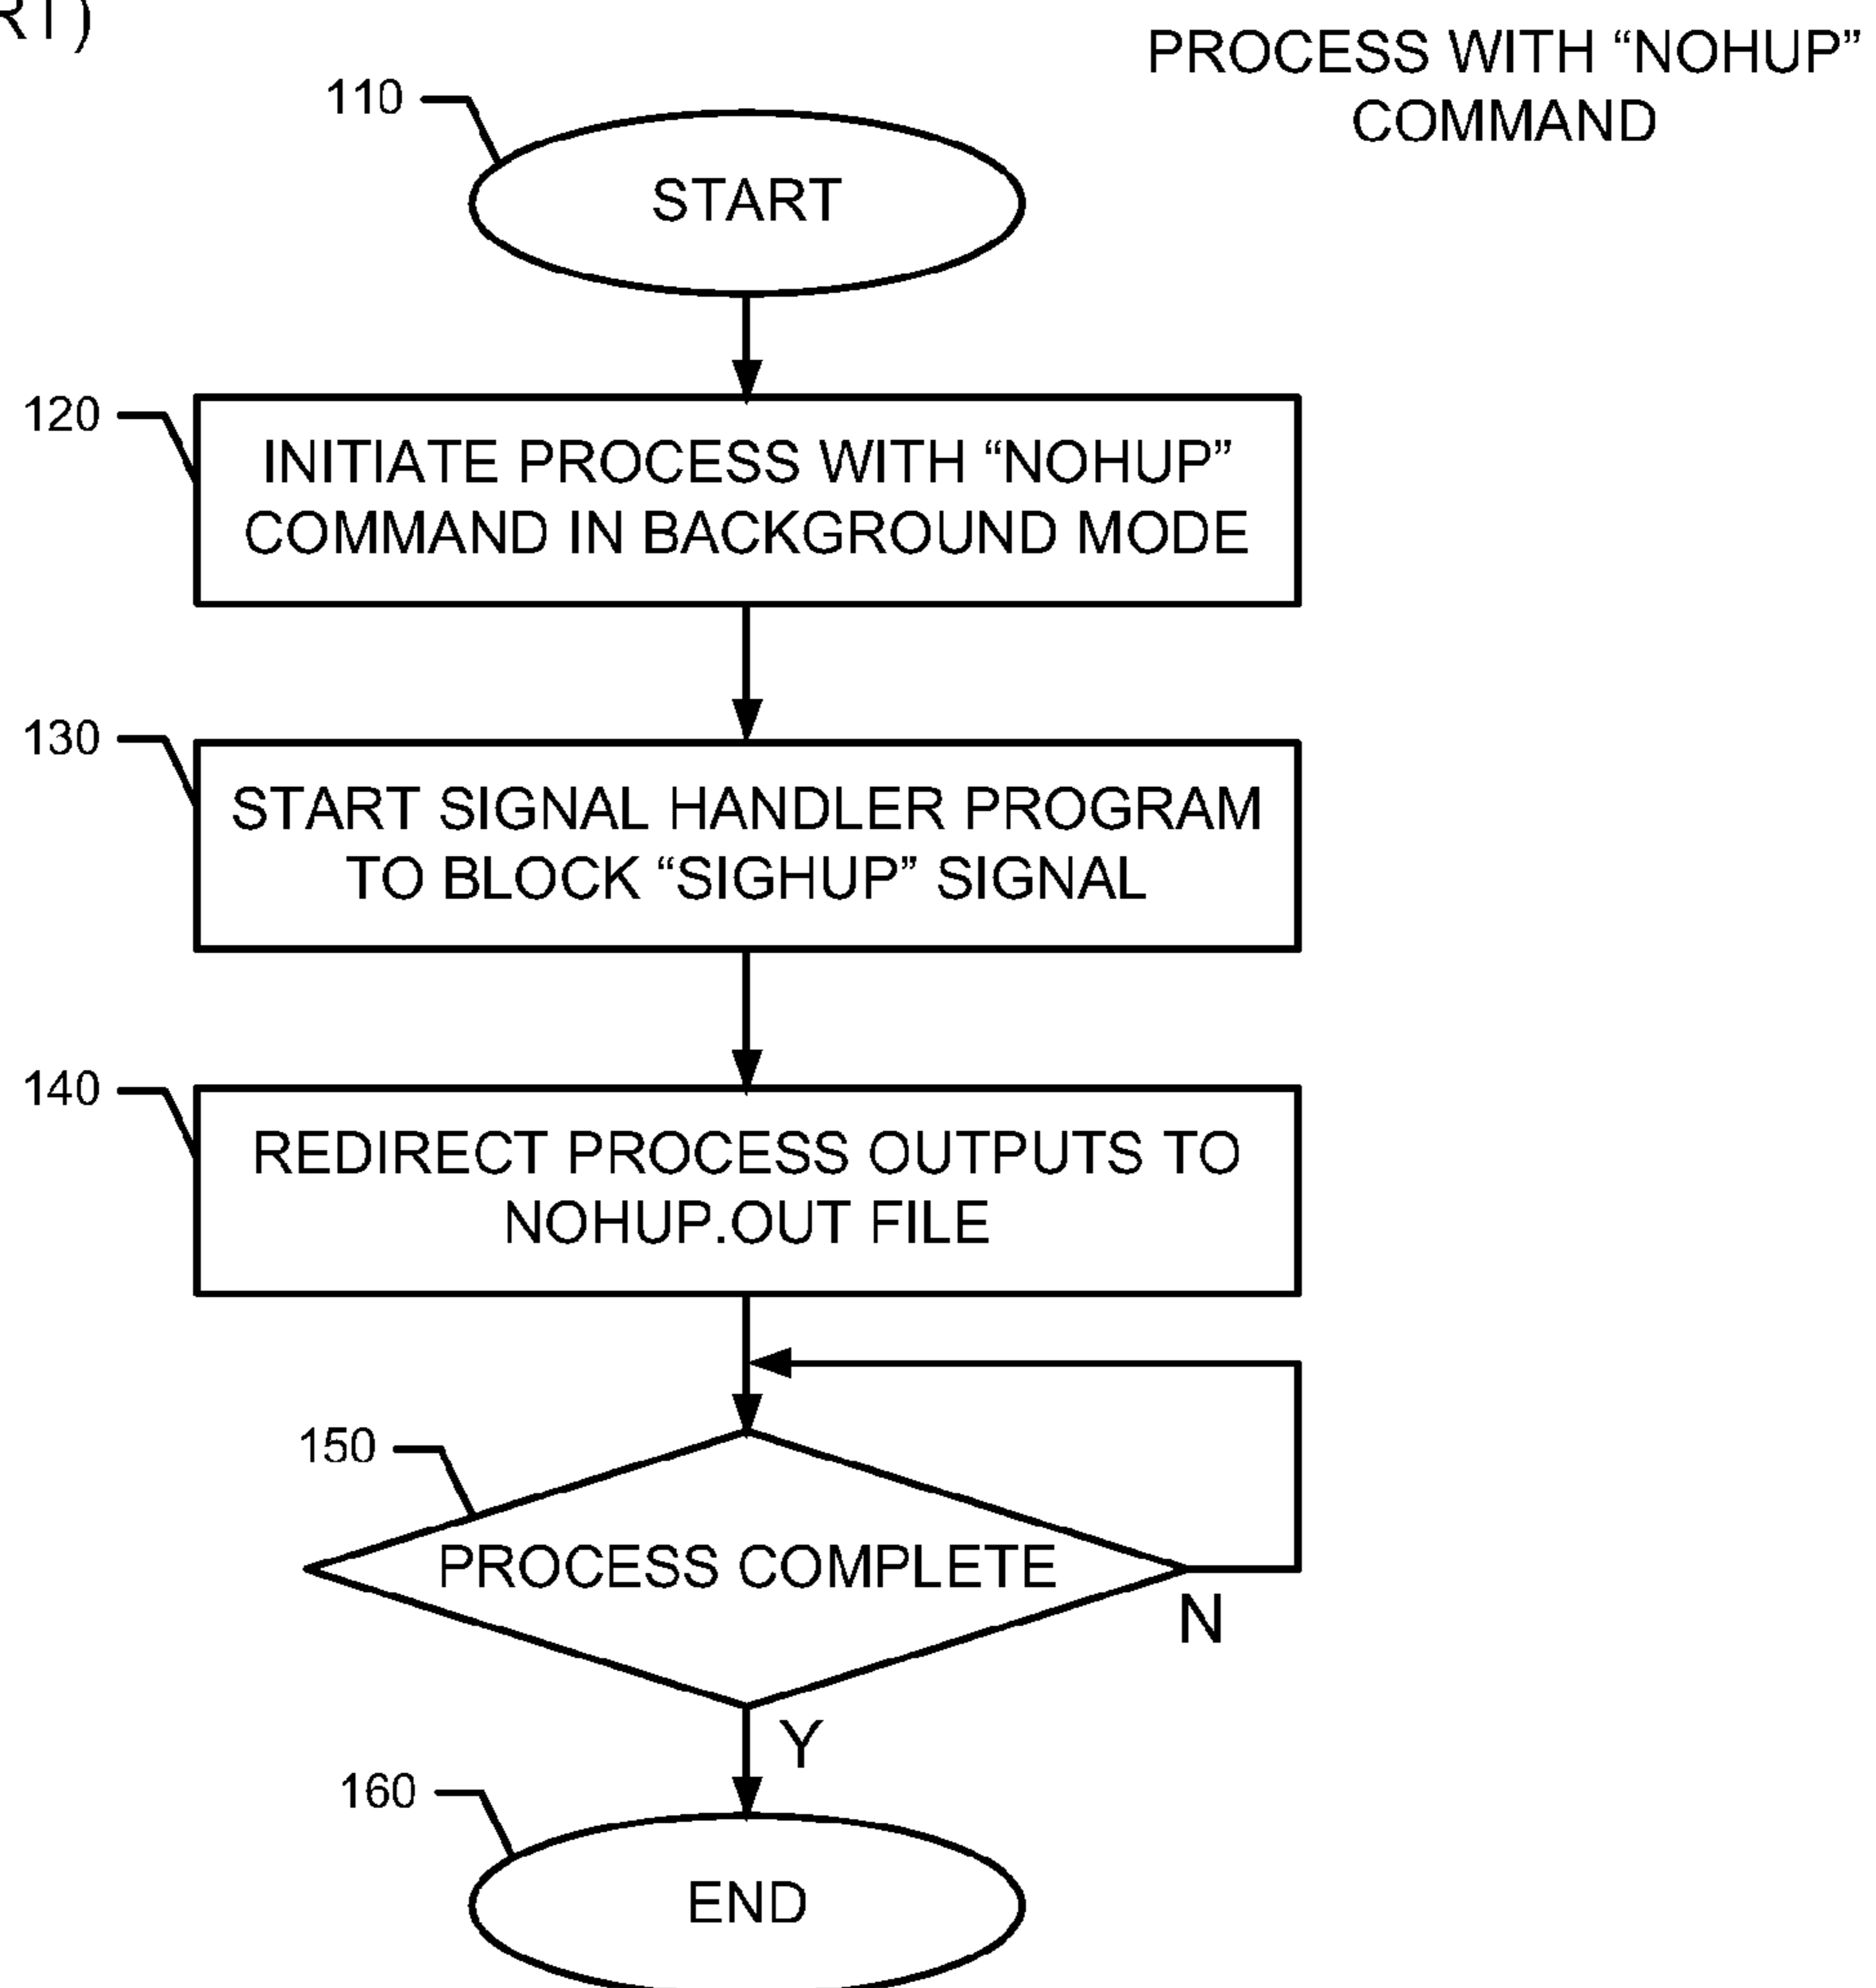 PROCESS WITH “NOHUP”
COMMAND
110
START
120
INITIATE PROCESS WITH “NOHUP”
COMMAND IN BACKGROUND MODE
130
START SIGNAL HANDLER PROGRAM
TO BLOCK “SIGHUP” SIGNAL
140
REDIRECT PROCESS OUTPUTS TO
NOHUP.OUT FILE
150
PROCESS COMPLETE
N
Y
160
END